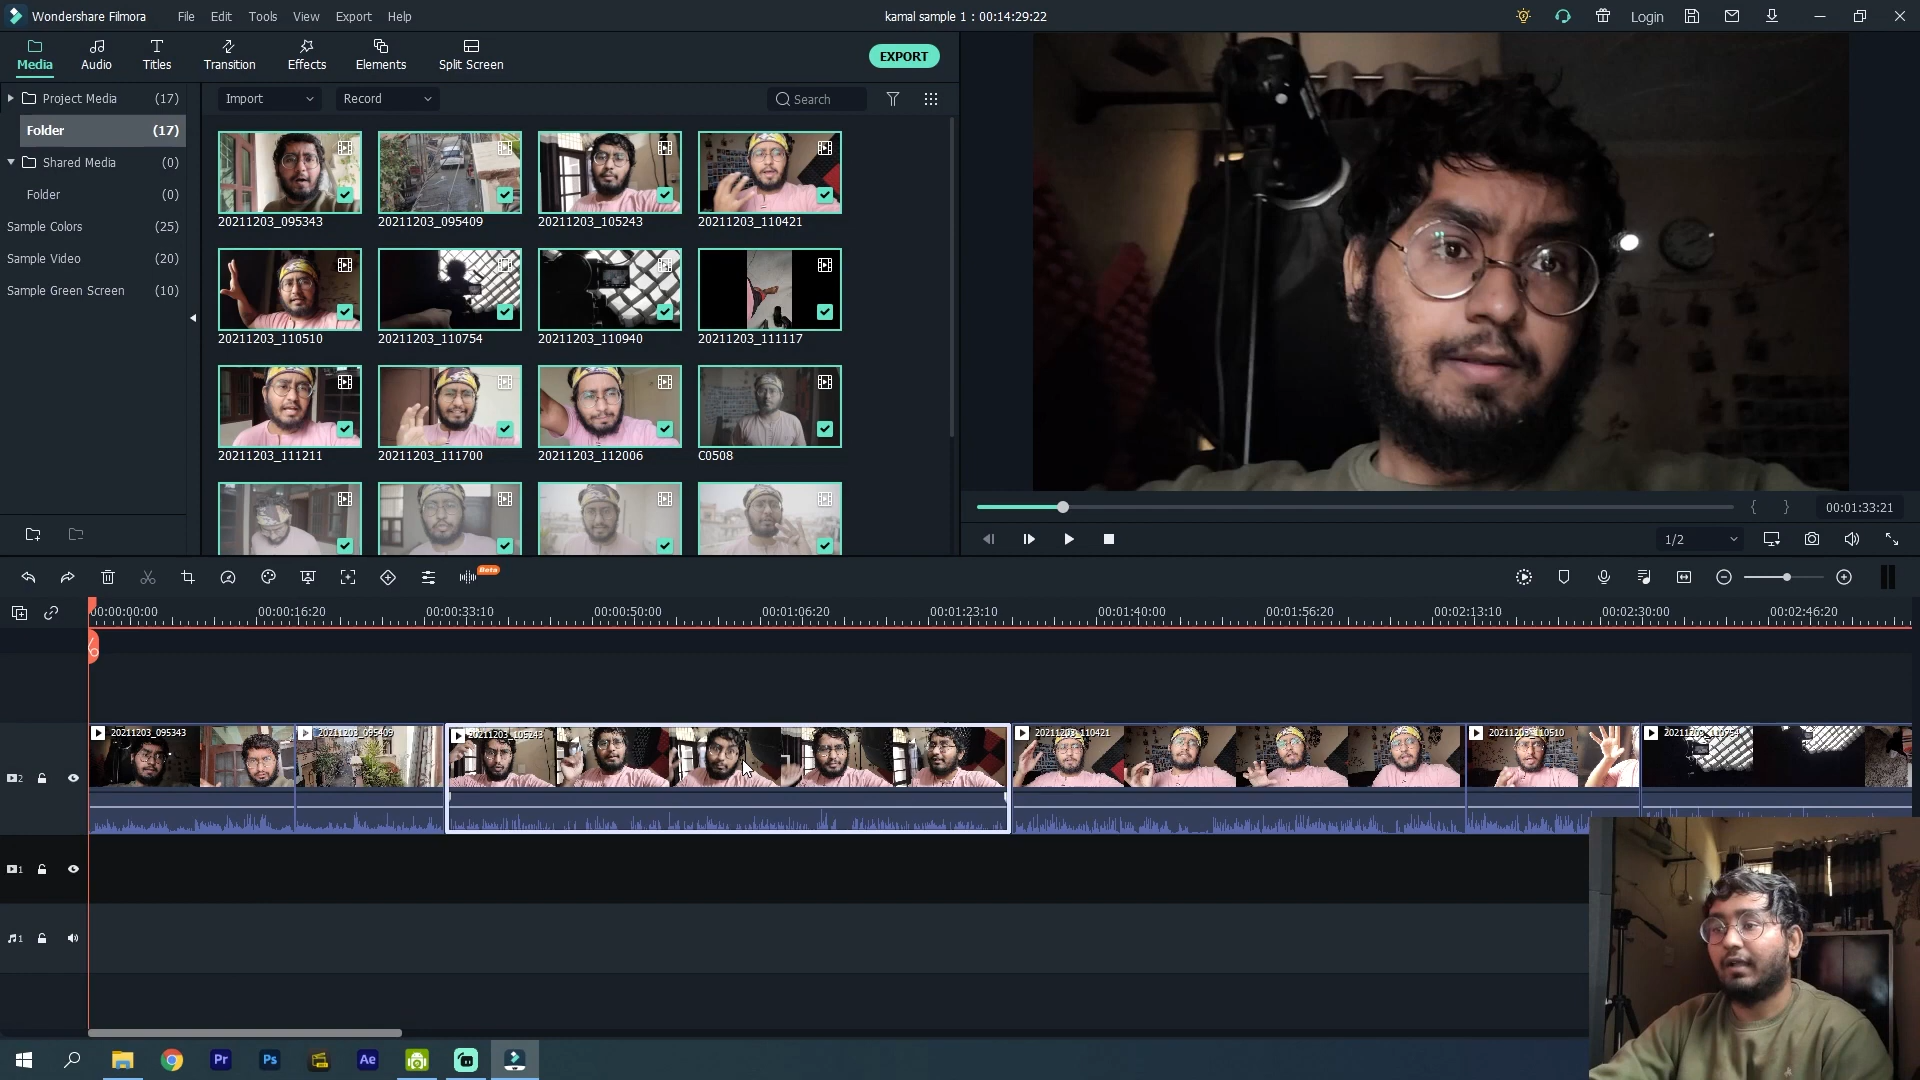 Wondershare Filmora
File Edit Tools View Export Help
kamal sample 1 : 00:14:29:22
Login
Media Audio Titles Transition Effects Elements Split Screen
EXPORT
Project Media (17)
Import
Record
Search
Folder (17)
Shared Media (0)
Folder (0)
Sample Colors (25)
Sample Video (20)
Sample Green Screen (10)
20211203_095343
20211203_095409
20211203_105243
20211203_110421
20211203_110510
20211203_110754
20211203_110940
20211203_111117
20211203_111211
20211203_111700
20211203_112006
C0508
00:01:33:21
1/2
Beta
00:00:00:00
00:00:16:20
00:00:33:10
00:00:50:00
00:01:06:20
00:01:23:10
00:01:40:00
00:01:56:20
00:02:13:10
00:02:30:00
00:02:46:20
20211203_095343
20211203_095409
20211203_105243
20211203_110421
20211203_110510
2
1
1
Pr
Ps
Ae